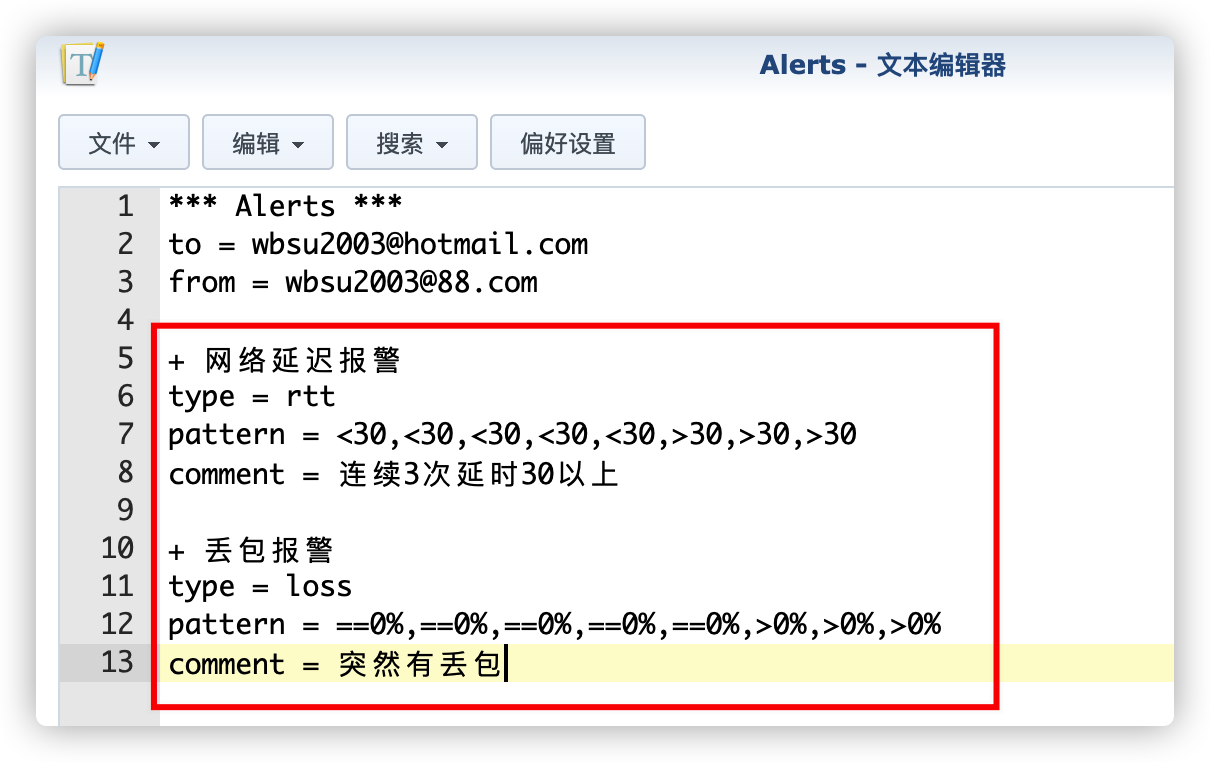 Alerts - 文本编辑器
文件 编辑 搜索 偏好设置
1 *** Alerts ***
2 to = wbsu2003@hotmail.com
3 from = wbsu2003@88.com
4
5 + 网络延迟报警
6 type = rtt
7 pattern = <30,<30,<30,<30,<30,>30,>30,>30
8 comment = 连续3次延时30以上
9
10 + 丢包报警
11 type = loss
12 pattern = ==0%,==0%,==0%,==0%,==0%,>0%,>0%,>0%
13 comment = 突然有丢包